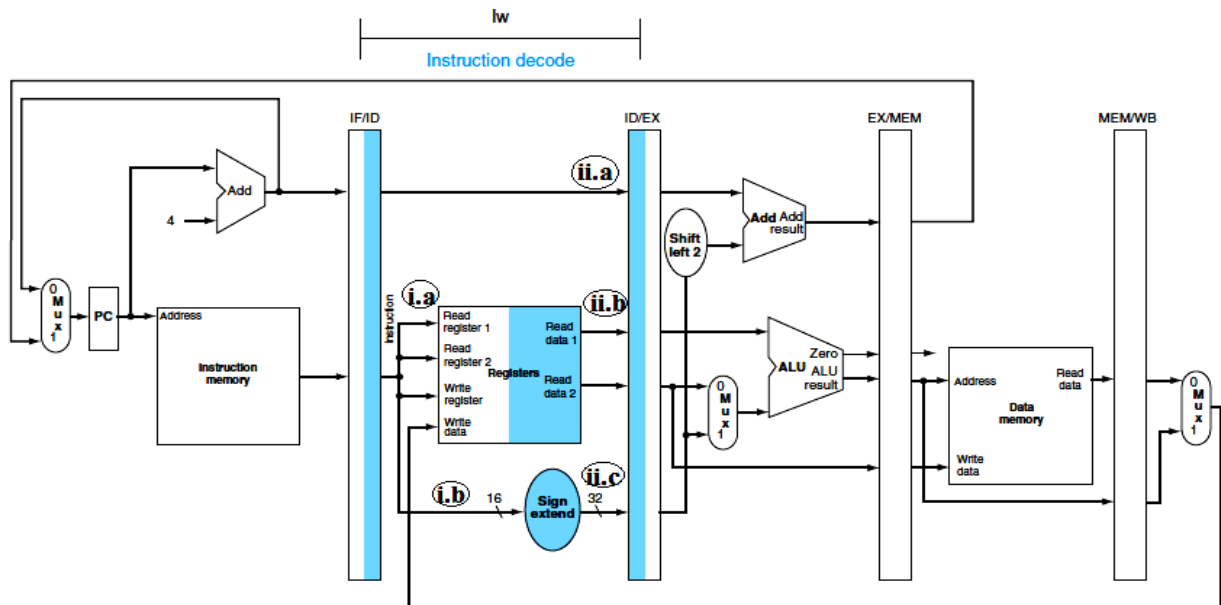 lw
Instruction decode
IF/ID
ID/EX
EX/MEM
MEM/WB
ii.a
Add
4
Add
Add
result
Shift
left 2
0
M
u
x
1
PC
Address
Instruction
memory
Instruction
i.a
Read
register 1
Read
register 2
Write
register
Write
data
Registers
Read
data 1
Read
data 2
ii.b
i.b
16
Sign
extend
ii.c
32
0
M
u
x
1
ALU
Zero
ALU
result
Address
Write
data
Data
memory
Read
data
0
M
u
x
1